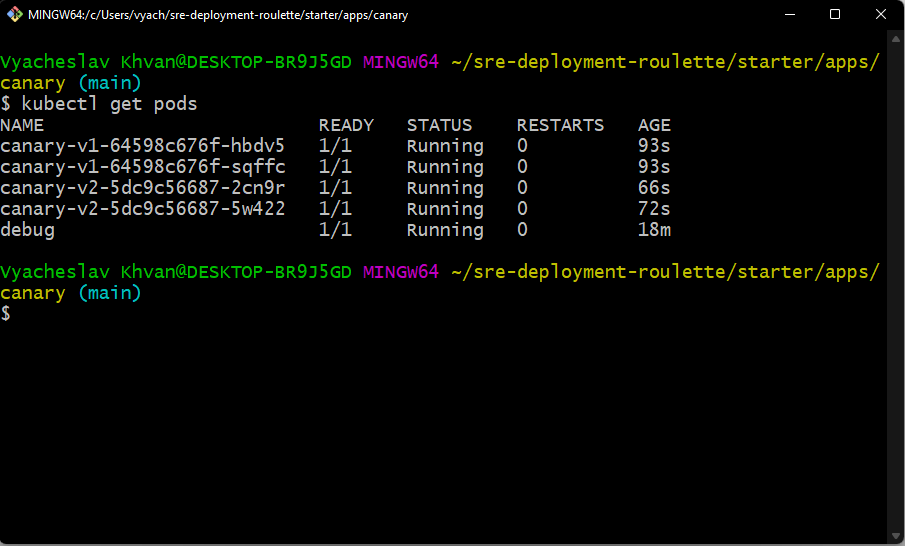 MINGW64:/c/Users/vyach/sre-deployment-roulette/starter/apps/canary
Vyacheslav Khvan@DESKTOP-BR9J5GD MINGW64 ~/sre-deployment-roulette/starter/apps/
canary (main)
$ kubectl get pods
NAME READY STATUS RESTARTS AGE
canary-v1-64598c676f-hbdv5 1/1 Running 0 93s
canary-v1-64598c676f-sqffc 1/1 Running 0 93s
canary-v2-5dc9c56687-2cn9r 1/1 Running 0 66s
canary-v2-5dc9c56687-5w422 1/1 Running 0 72s
debug 1/1 Running 0 18m
Vyacheslav Khvan@DESKTOP-BR9J5GD MINGW64 ~/sre-deployment-roulette/starter/apps/
canary (main)
$